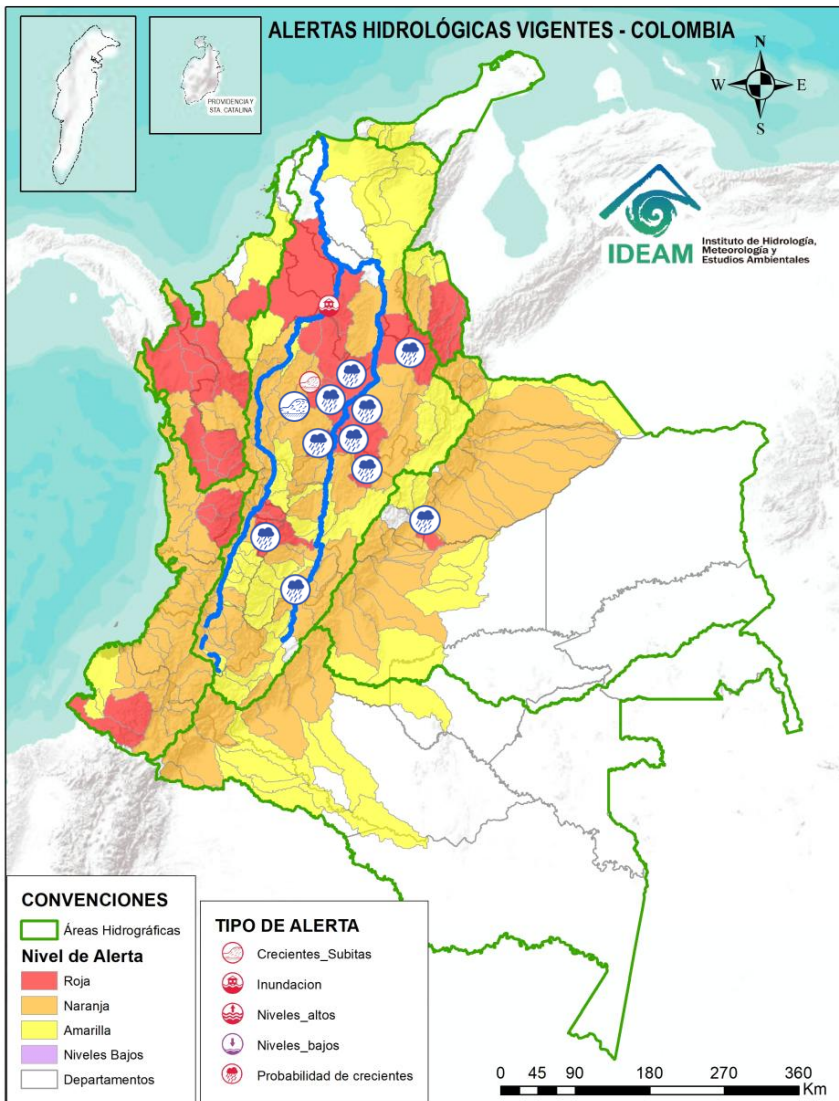 ALERTAS HIDROLÓGICAS VIGENTES - COLOMBIA
PROVIDENCIA Y
STA. CATALINA
N
W
E
S
IDEAM
Instituto de Hidrología,
Meteorología y
Estudios Ambientales
CONVENCIONES
Áreas Hidrográficas
Nivel de Alerta
Roja
Naranja
Amarilla
Niveles Bajos
Departamentos
TIPO DE ALERTA
Crecientes_Subitas
Inundacion
Niveles_altos
Niveles_bajos
Probabilidad de crecientes
0 45 90 180 270 360
Km